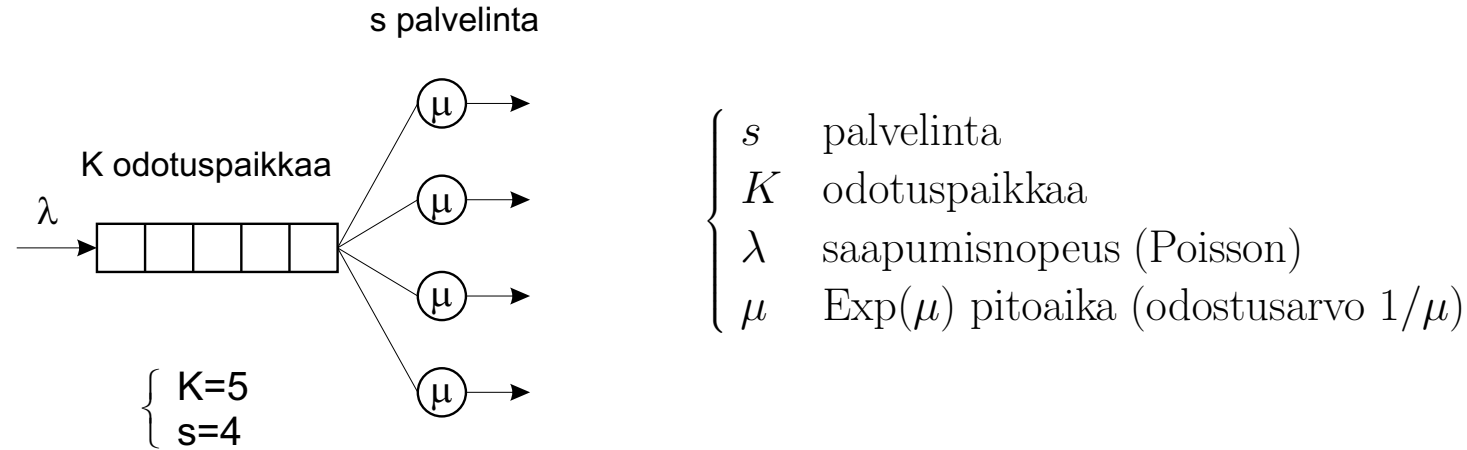 s palvelinta
K odotuspaikkaa
λ
μ
μ
μ
μ
K=5
s=4
s palvelinta
K odotuspaikkaa
λ saapumisnopeus (Poisson)
μ Exp(μ) pitoaika (odostusarvo 1/μ)